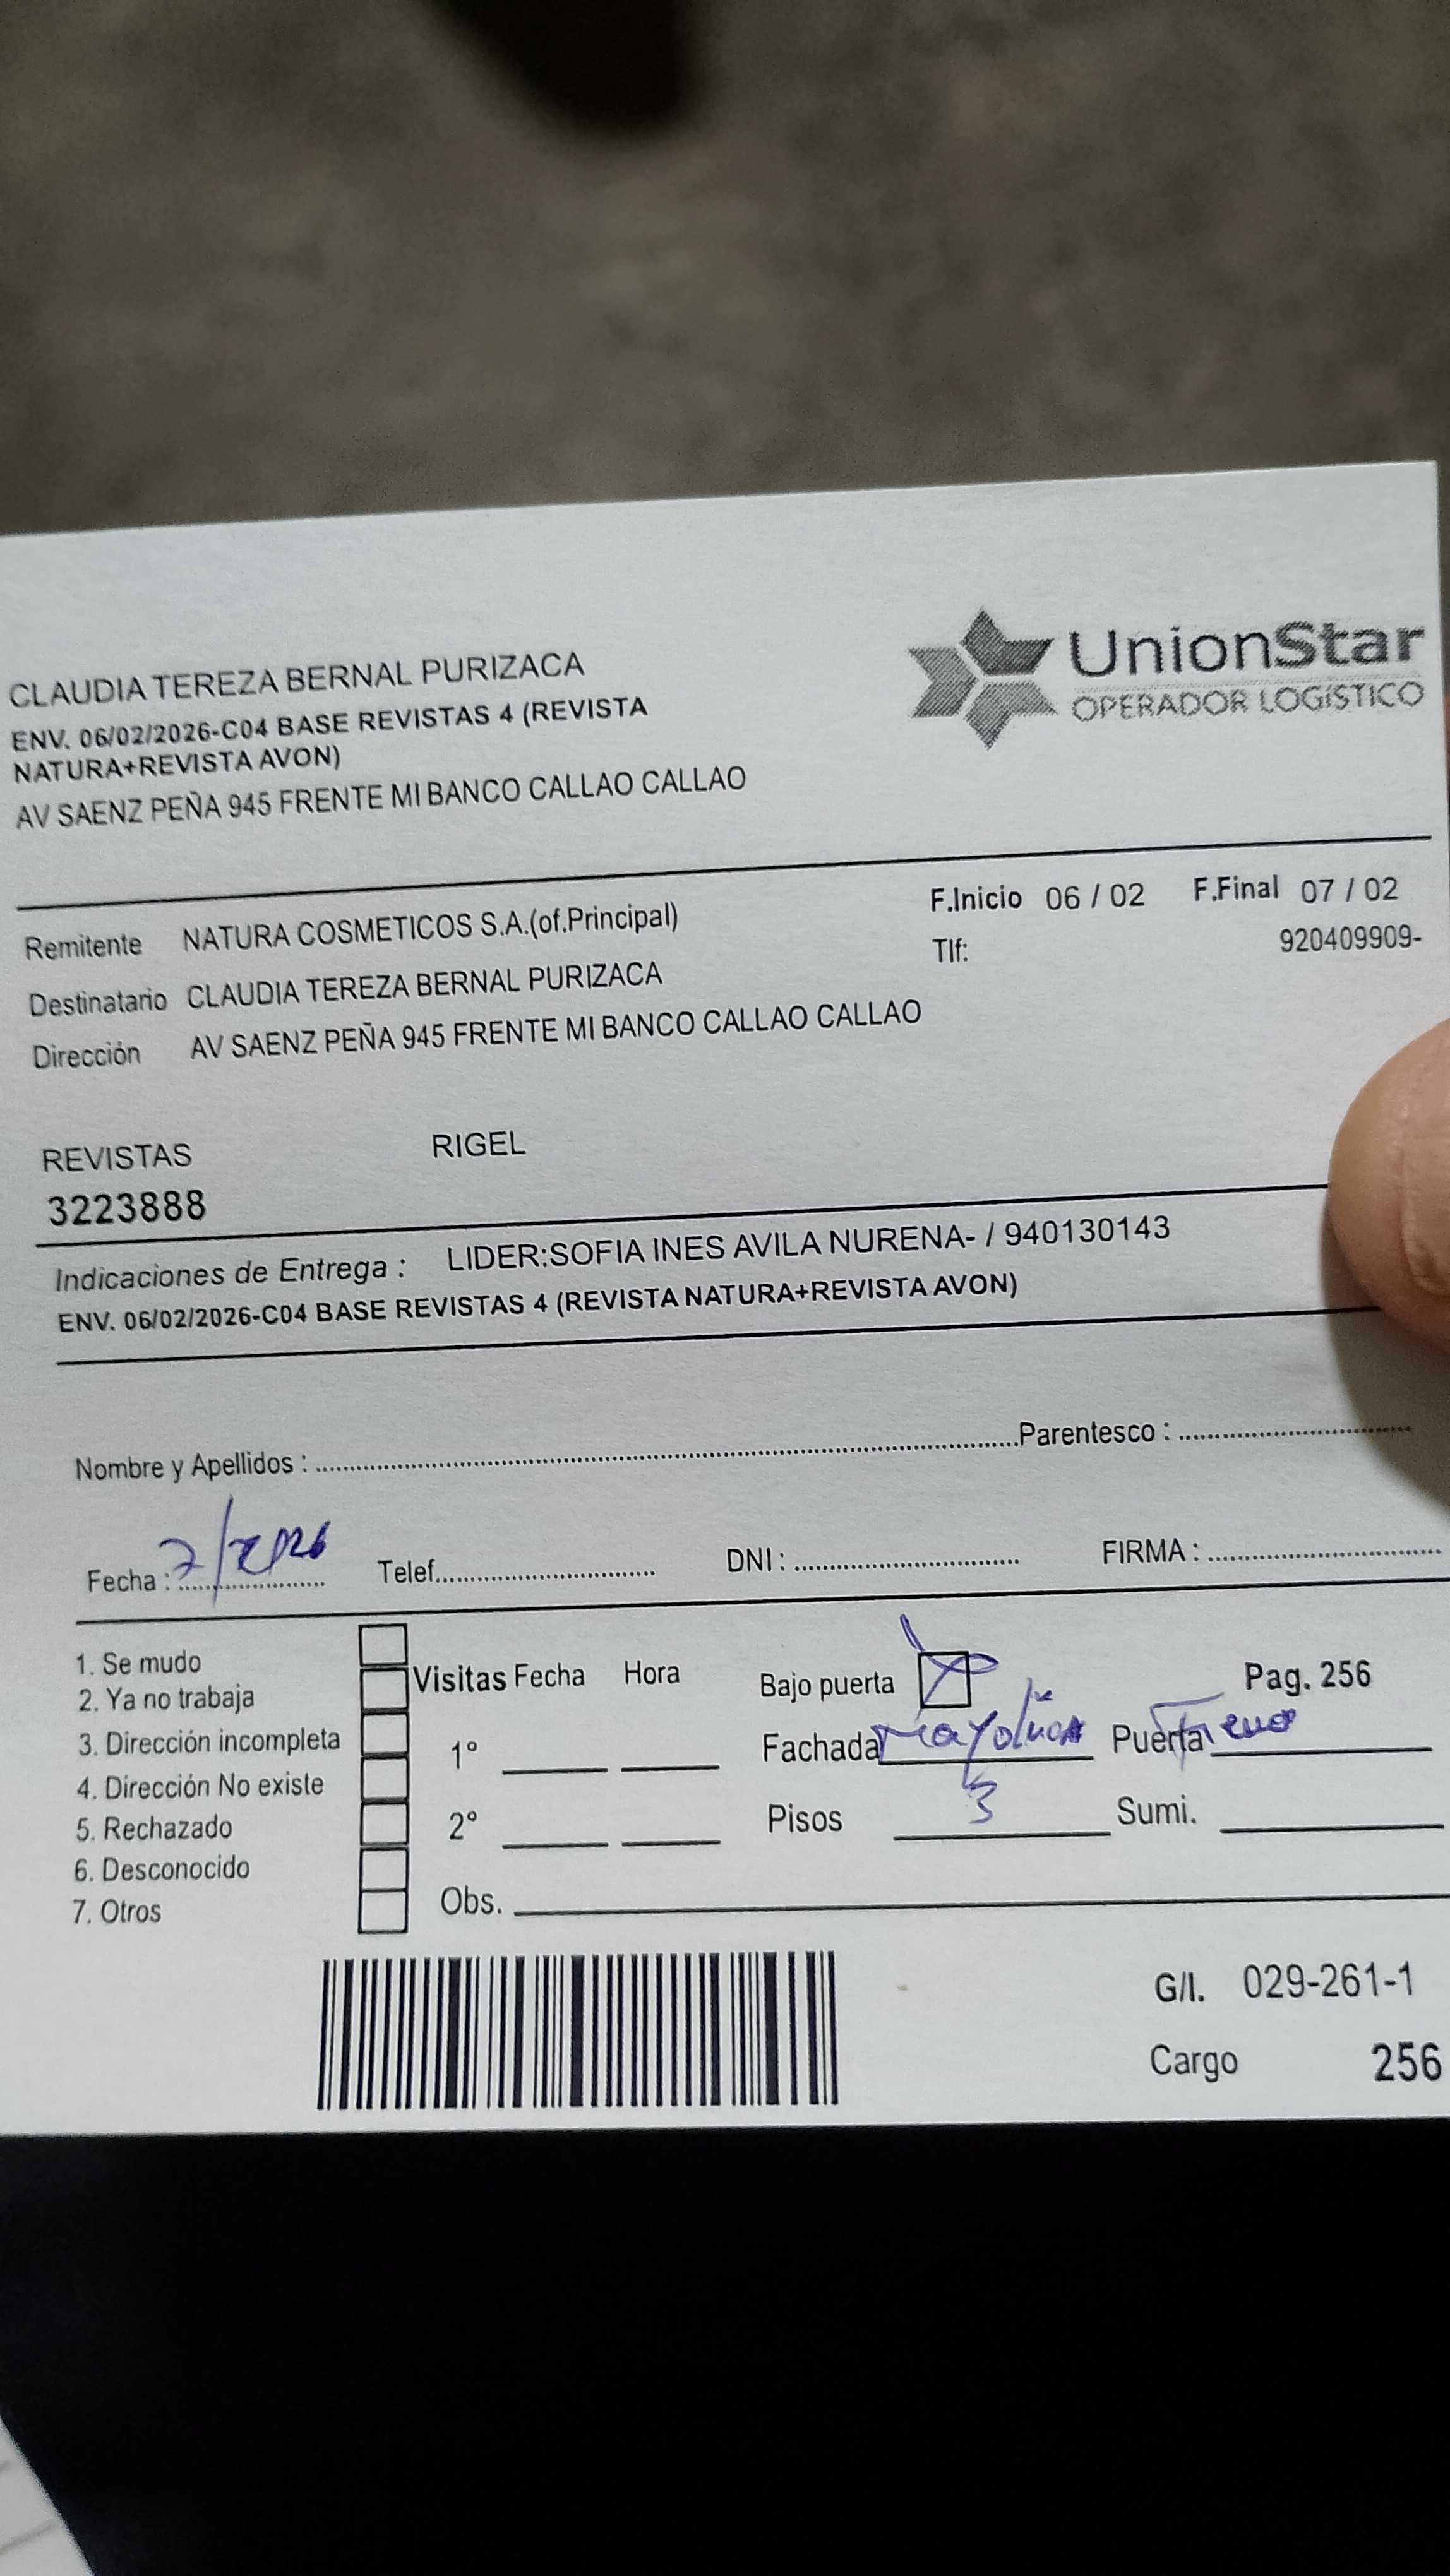 UnionStar
OPERADOR LOGÍSTICO
CLAUDIA TEREZA BERNAL PURIZACA
ENV. 06/02/2026-C04 BASE REVISTAS 4 (REVISTA
NATURA+REVISTA AVON)
AV SAENZ PEÑA 945 FRENTE MI BANCO CALLAO CALLAO
F.Inicio 06 / 02 F.Final 07 / 02
Remitente NATURA COSMETICOS S.A.(of.Principal)
Tlf: 920409909-
Destinatario CLAUDIA TEREZA BERNAL PURIZACA
Dirección AV SAENZ PEÑA 945 FRENTE MI BANCO CALLAO CALLAO
REVISTAS RIGEL
3223888
Indicaciones de Entrega : LIDER:SOFIA INES AVILA NURENA- / 940130143
ENV. 06/02/2026-C04 BASE REVISTAS 4 (REVISTA NATURA+REVISTA AVON)
Nombre y Apellidos : Parentesco :
Fecha : Telef. DNI : FIRMA :
1. Se mudo
2. Ya no trabaja
3. Dirección incompleta
4. Dirección No existe
5. Rechazado
6. Desconocido
7. Otros
Visitas Fecha Hora
1°
2°
Obs.
Bajo puerta X Pag. 256
Fachada mayolica Puerta
Pisos 3 Sumi.
G/I. 029-261-1
Cargo 256